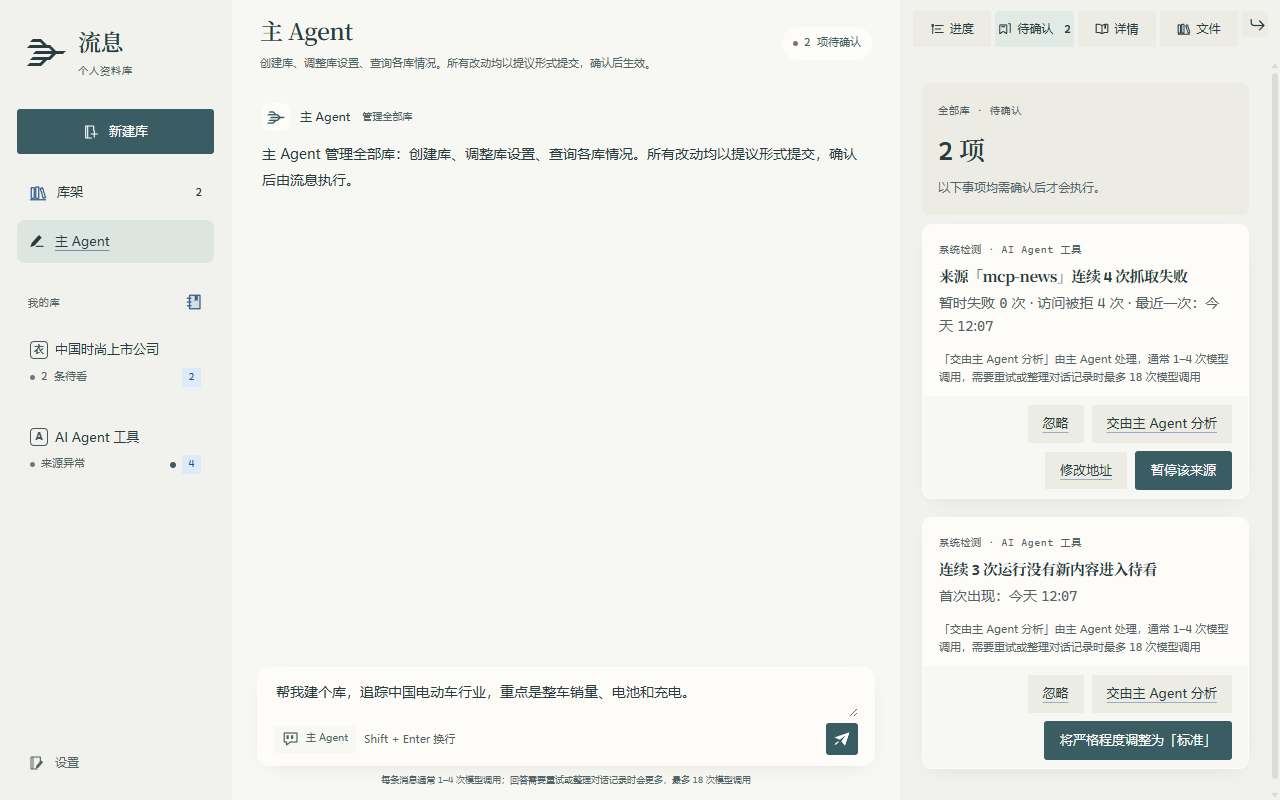 流息
个人资料库
新建库
库架
2
主 Agent
我的库
衣 中国时尚上市公司
2 条待看
2
A AI Agent 工具
来源异常
4
设置
主 Agent
创建库、调整库设置、查询各库情况。所有改动均以提议形式提交，确认后生效。
2 项待确认
主 Agent 管理全部库
主 Agent 管理全部库：创建库、调整库设置、查询各库情况。所有改动均以提议形式提交，确认
后由流息执行。
帮我建个库，追踪中国电动车行业，重点是整车销量、电池和充电。
主 Agent
Shift + Enter 换行
每条消息通常 1–4 次模型调用；回答需要重试或整理对话记录时会更多，最多 18 次模型调用
进度
待确认 2
详情
文件
全部库 · 待确认
2 项
以下事项均需确认后才会执行。
系统检测 · AI Agent 工具
来源「mcp-news」连续 4 次抓取失败
暂时失败 0 次 · 访问被拒 4 次 · 最近一次：今
天 12:07
「交由主 Agent 分析」由主 Agent 处理，通常 1–4 次模型
调用，需要重试或整理对话记录时最多 18 次模型调用
忽略
交由主 Agent 分析
修改地址
暂停该来源
系统检测 · AI Agent 工具
连续 3 次运行没有新内容进入待看
首次出现：今天 12:07
「交由主 Agent 分析」由主 Agent 处理，通常 1–4 次模型
调用，需要重试或整理对话记录时最多 18 次模型调用
忽略
交由主 Agent 分析
将严格程度调整为「标准」